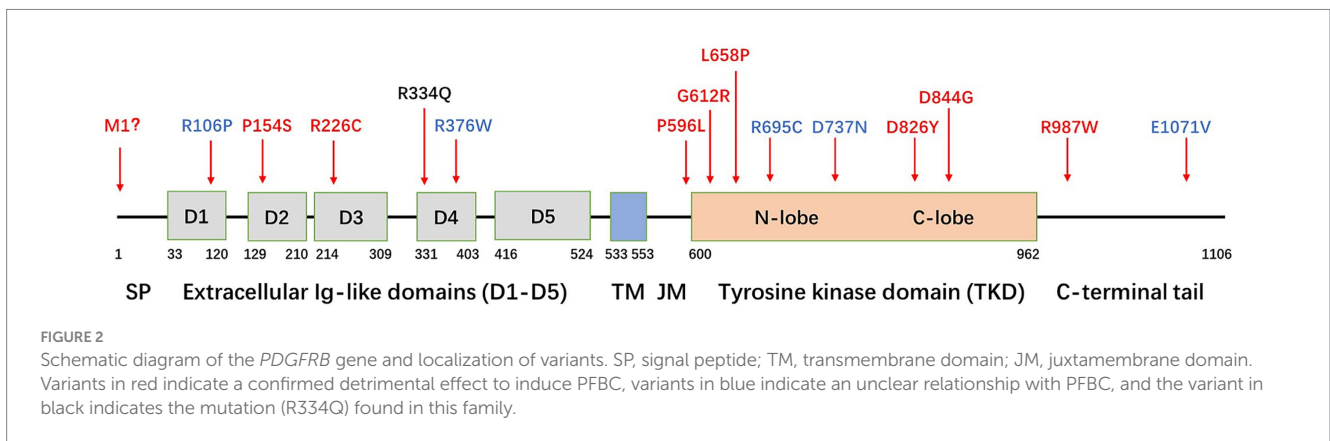 L658P
R334Q G612R D844G
M1? R106P P154S R226C R376W P596L R695C D737N D826Y R987W E1071V
D1 D2 D3 D4 D5 N-lobe C-lobe
1 33 120 129 210 214 309 331 403 416 524 533 553 600 962 1106
SP Extracellular Ig-like domains (D1-D5) TM JM Tyrosine kinase domain (TKD) C-terminal tail
FIGURE 2
Schematic diagram of the PDGFRB gene and localization of variants. SP, signal peptide; TM, transmembrane domain; JM, juxtamembrane domain.
Variants in red indicate a confirmed detrimental effect to induce PFBC, variants in blue indicate an unclear relationship with PFBC, and the variant in
black indicates the mutation (R334Q) found in this family.